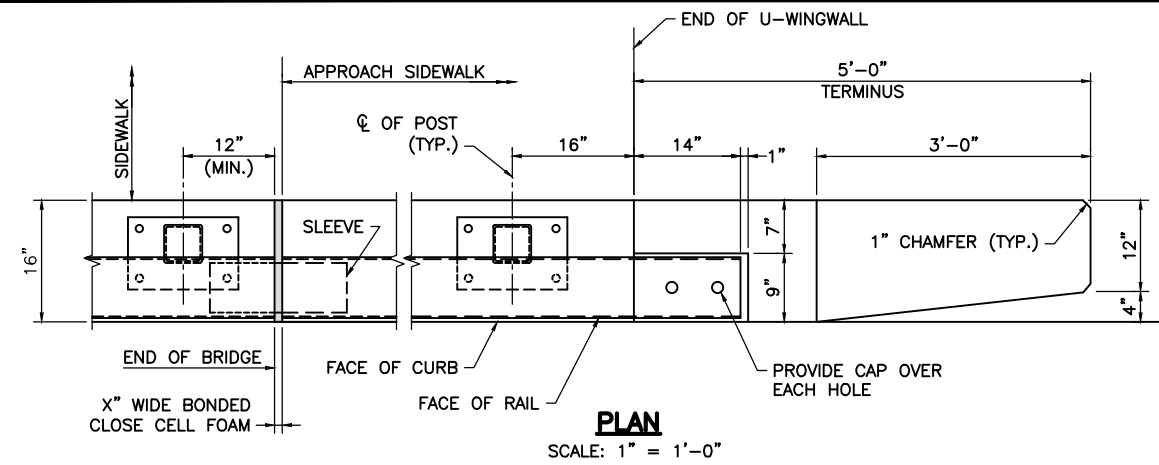 END OF U-WINGWALL
APPROACH SIDEWALK
5'-0"
TERMINUS
SIDEWALK
℄ OF POST
(TYP.)
12"
(MIN.)
16"
14"
1"
3'-0"
SLEEVE
7"
1" CHAMFER (TYP.)
12"
16"
9"
4"
END OF BRIDGE
FACE OF CURB
PROVIDE CAP OVER
EACH HOLE
X" WIDE BONDED
CLOSE CELL FOAM
FACE OF RAIL
PLAN
SCALE: 1" = 1'-0"